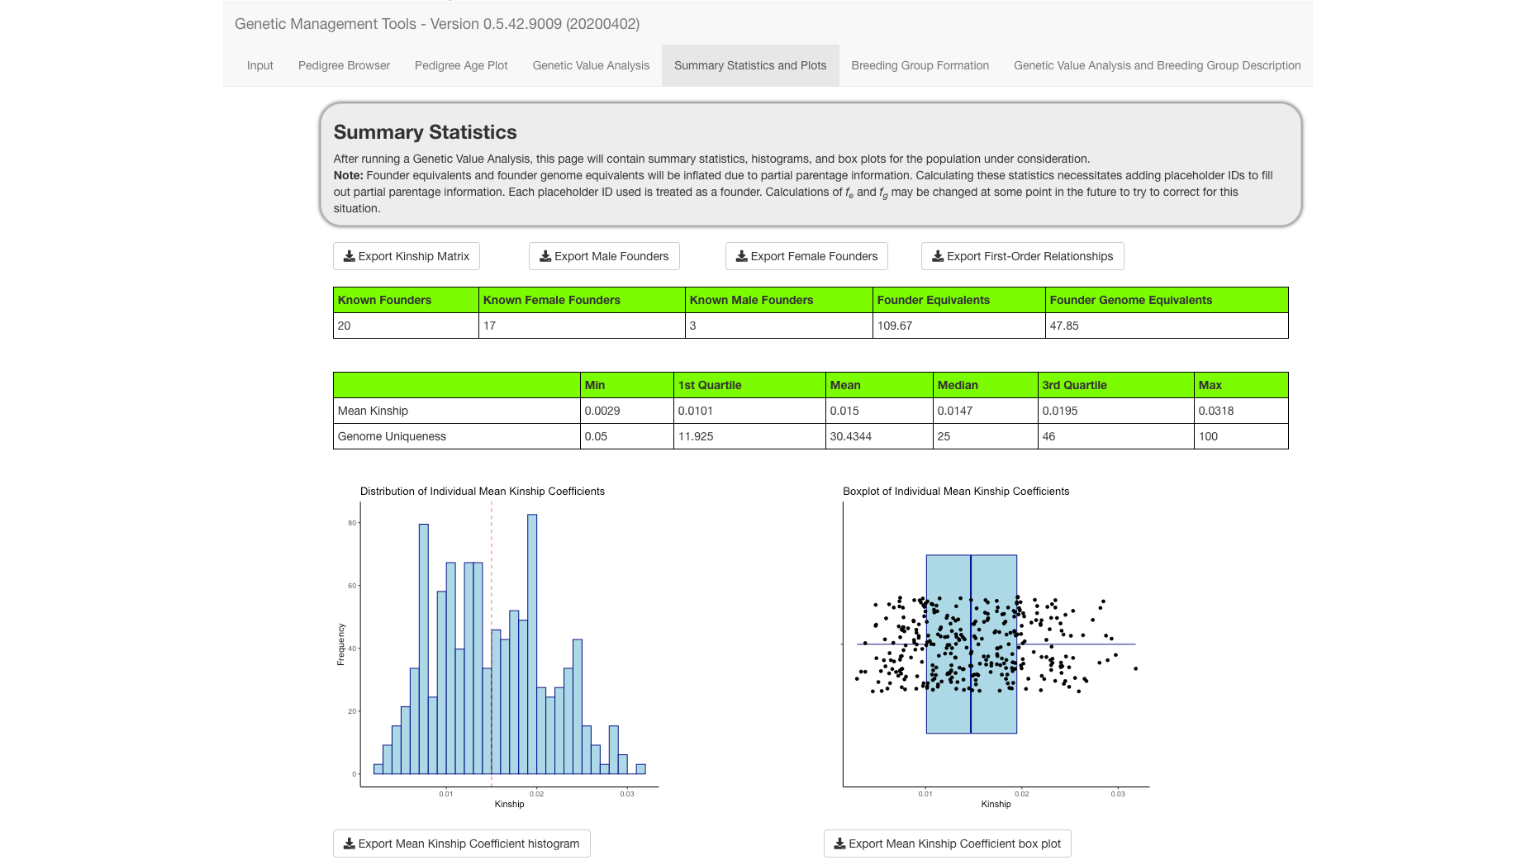 Genetic Management Tools - Version 0.5.42.9009 (20200402)
Input Pedigree Browser Pedigree Age Plot Genetic Value Analysis Summary Statistics and Plots Breeding Group Formation Genetic Value Analysis and Breeding Group Description
Summary Statistics
After running a Genetic Value Analysis, this page will contain summary statistics, histograms, and box plots for the population under consideration.
Note: Founder equivalents and founder genome equivalents will be inflated due to partial parentage information. Calculating these statistics necessitates adding placeholder IDs to fill
out partial parentage information. Each placeholder ID used is treated as a founder. Calculations of fe and fg may be changed at some point in the future to try to correct for this
situation.
Export Kinship Matrix Export Male Founders Export Female Founders Export First-Order Relationships
Known Founders Known Female Founders Known Male Founders Founder Equivalents Founder Genome Equivalents
20 17 3 109.67 47.85
Min 1st Quartile Mean Median 3rd Quartile Max
Mean Kinship 0.0029 0.0101 0.015 0.0147 0.0195 0.0318
Genome Uniqueness 0.05 11.925 30.4344 25 46 100
Distribution of Individual Mean Kinship Coefficients
80
60
40
20
0
Frequency
0.01 0.02 0.03
Kinship
Boxplot of Individual Mean Kinship Coefficients
0.01 0.02 0.03
Kinship
Export Mean Kinship Coefficient histogram Export Mean Kinship Coefficient box plot